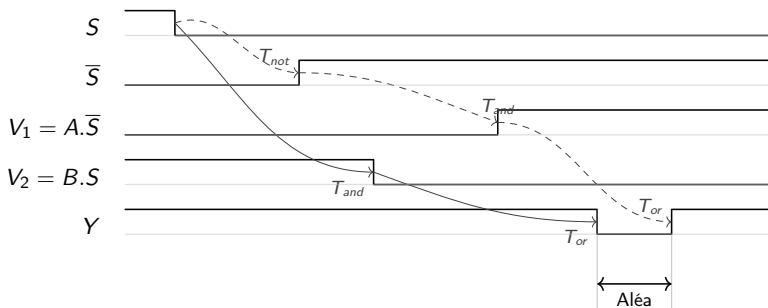 S
T_not
S̅
T_and
V₁ = A.S̅
V₂ = B.S
T_and
T_or
Y
T_or
Aléa